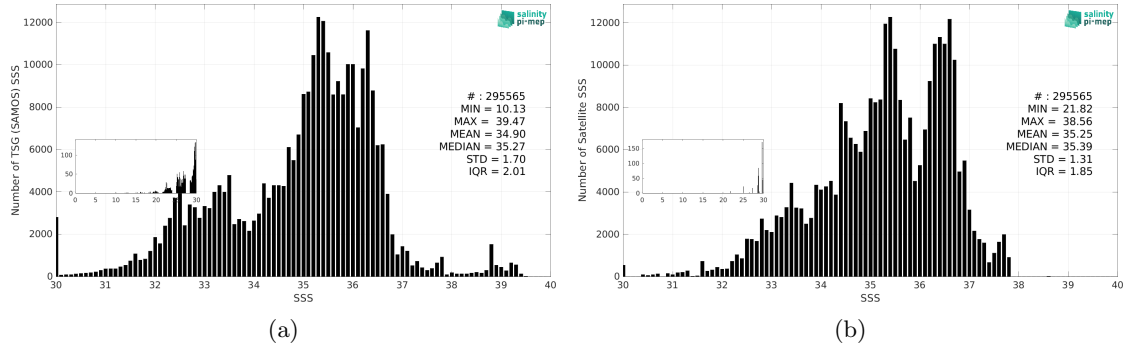 salinity
pi-mep
Number of TSG (SAMOS) SSS
12000
10000
8000
6000
4000
2000
0
# : 295565
MIN = 10.13
MAX = 39.47
MEAN = 34.90
MEDIAN = 35.27
STD = 1.70
IQR = 2.01
100
50
0
0 5 10 15 20 25 30
30 31 32 33 34 35 36 37 38 39 40
SSS
(a)
salinity
pi-mep
Number of Satellite SSS
12000
10000
8000
6000
4000
2000
0
# : 295565
MIN = 21.82
MAX = 38.56
MEAN = 35.25
MEDIAN = 35.39
STD = 1.31
IQR = 1.85
150
100
50
0
0 5 10 15 20 25 30
30 31 32 33 34 35 36 37 38 39 40
SSS
(b)